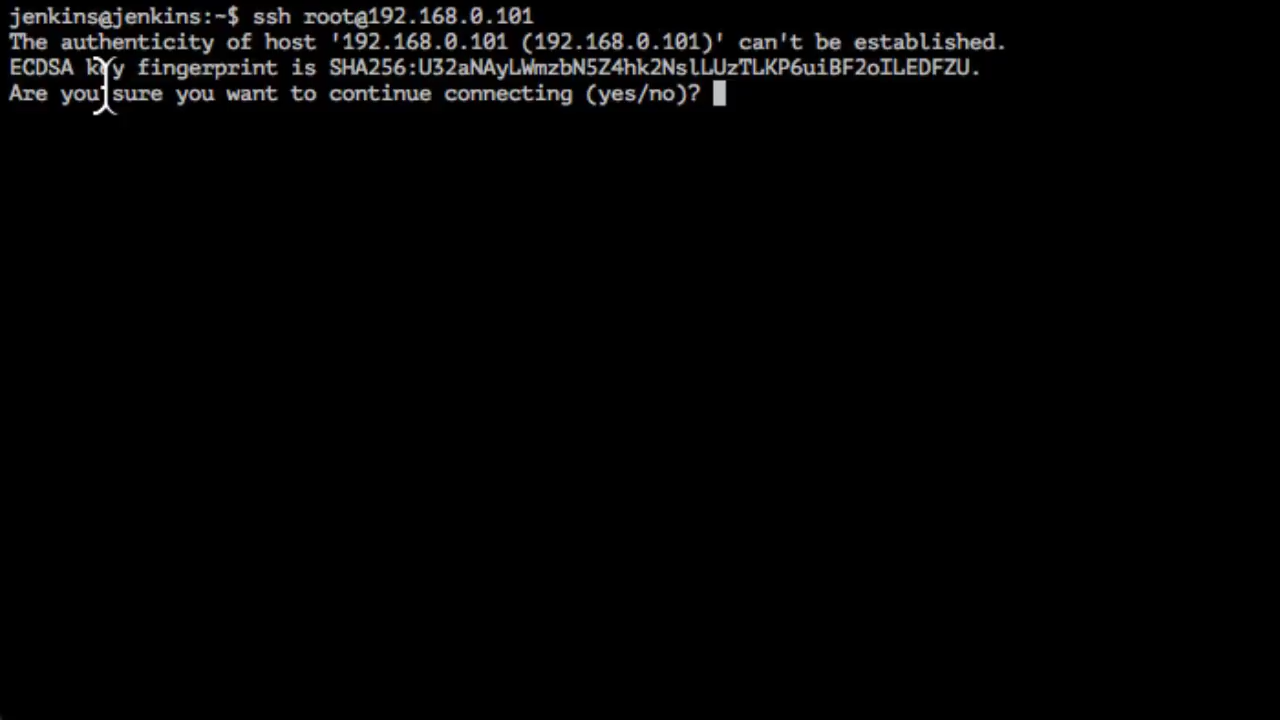 jenkins@jenkins:~$ ssh root@192.168.0.101
The authenticity of host '192.168.0.101 (192.168.0.101)' can't be established.
ECDSA key fingerprint is SHA256:U32aNAyLWmzbN5Z4hk2NslLUzTLKP6uiBF2oILEDFZU.
Are you sure you want to continue connecting (yes/no)?